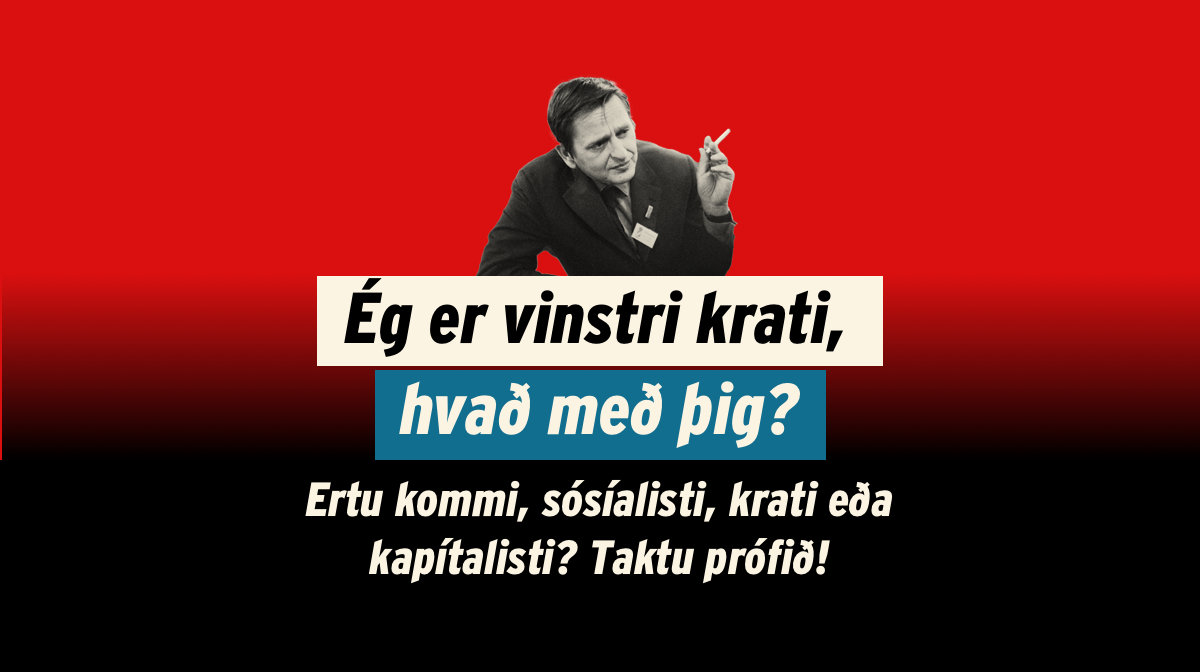 Ég er vinstri krati,
hvað með þig?
Ertu kommi, sósíalisti, krati eða
kapítalisti? Taktu prófið!